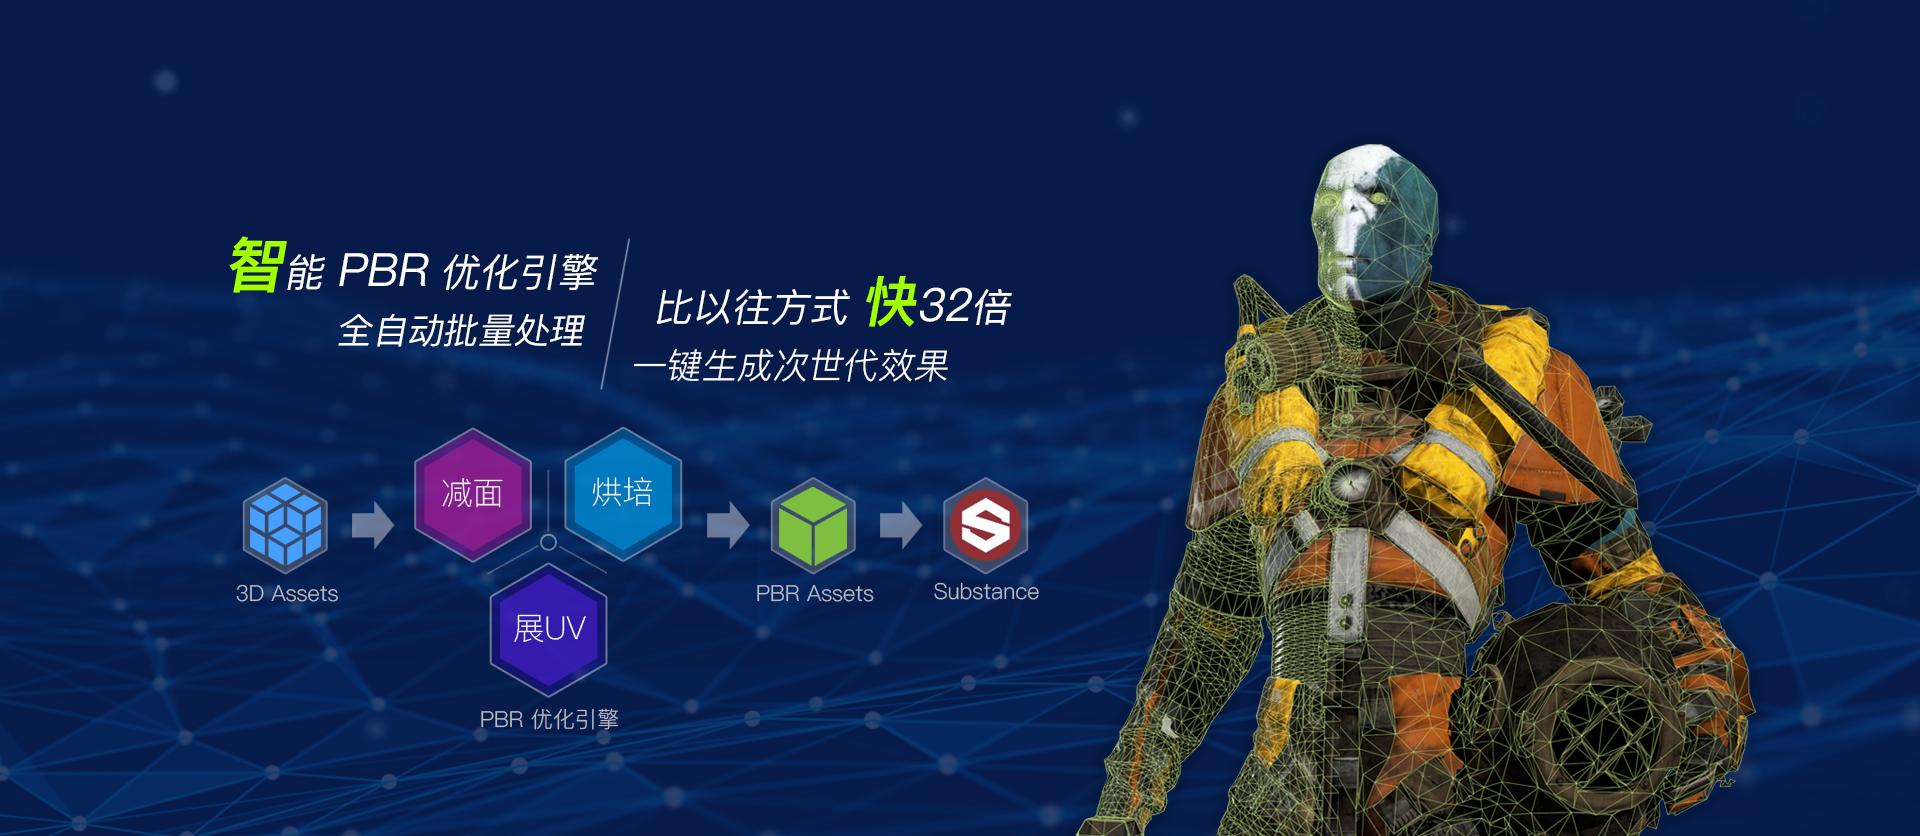 智能 PBR 优化引擎
全自动批量处理
比以往方式 快32倍
一键生成次世代效果
减面
烘培
展UV
3D Assets
PBR 优化引擎
PBR Assets
Substance